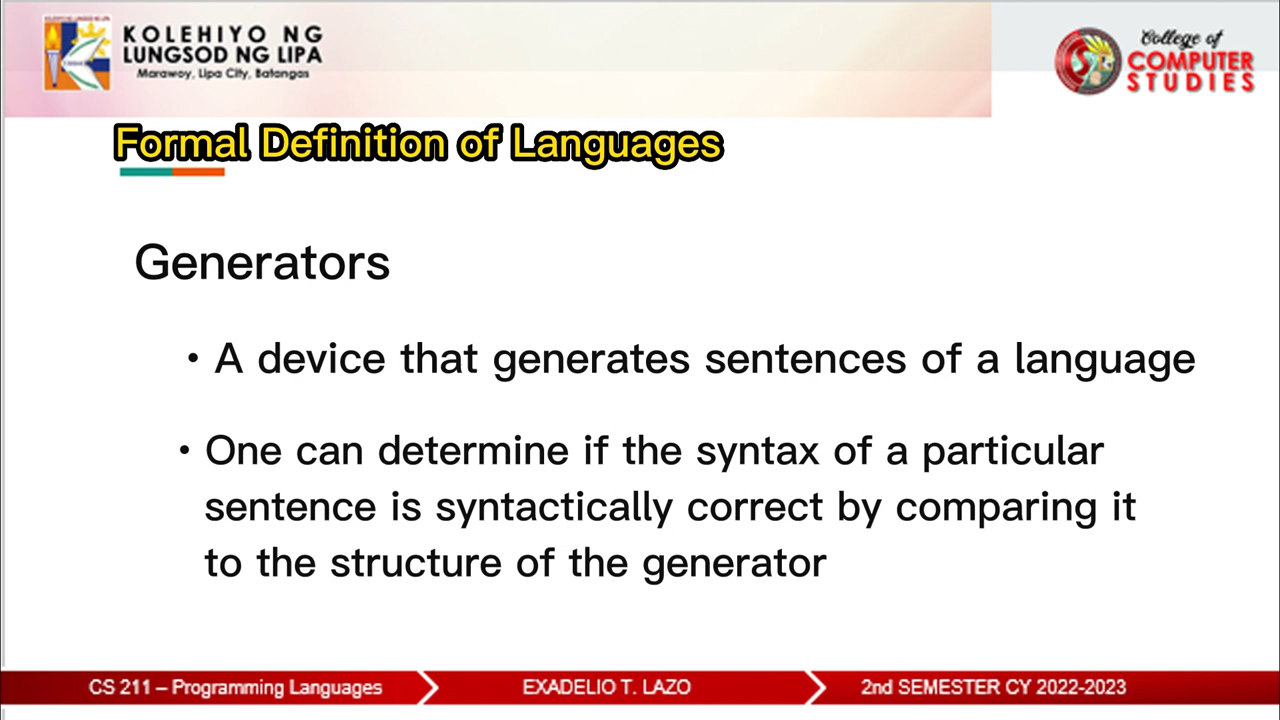 KOLEHIYO NG
LUNGSOD NG LIPA
Marawoy, Lipa City, Batangas
College of
COMPUTER
STUDIES
Formal Definition of Languages
Generators
• A device that generates sentences of a language
• One can determine if the syntax of a particular
sentence is syntactically correct by comparing it
to the structure of the generator
CS 211 – Programming Languages
EXADELIO T. LAZO
2nd SEMESTER CY 2022-2023